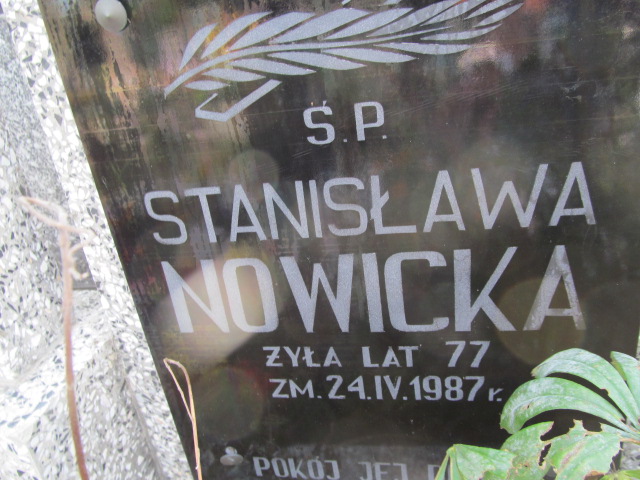 Ś.P.
STANISŁAWA
NOWICKA
ŻYŁA LAT 77
ZM. 24.IV.1987 r.
POKÓJ JEJ